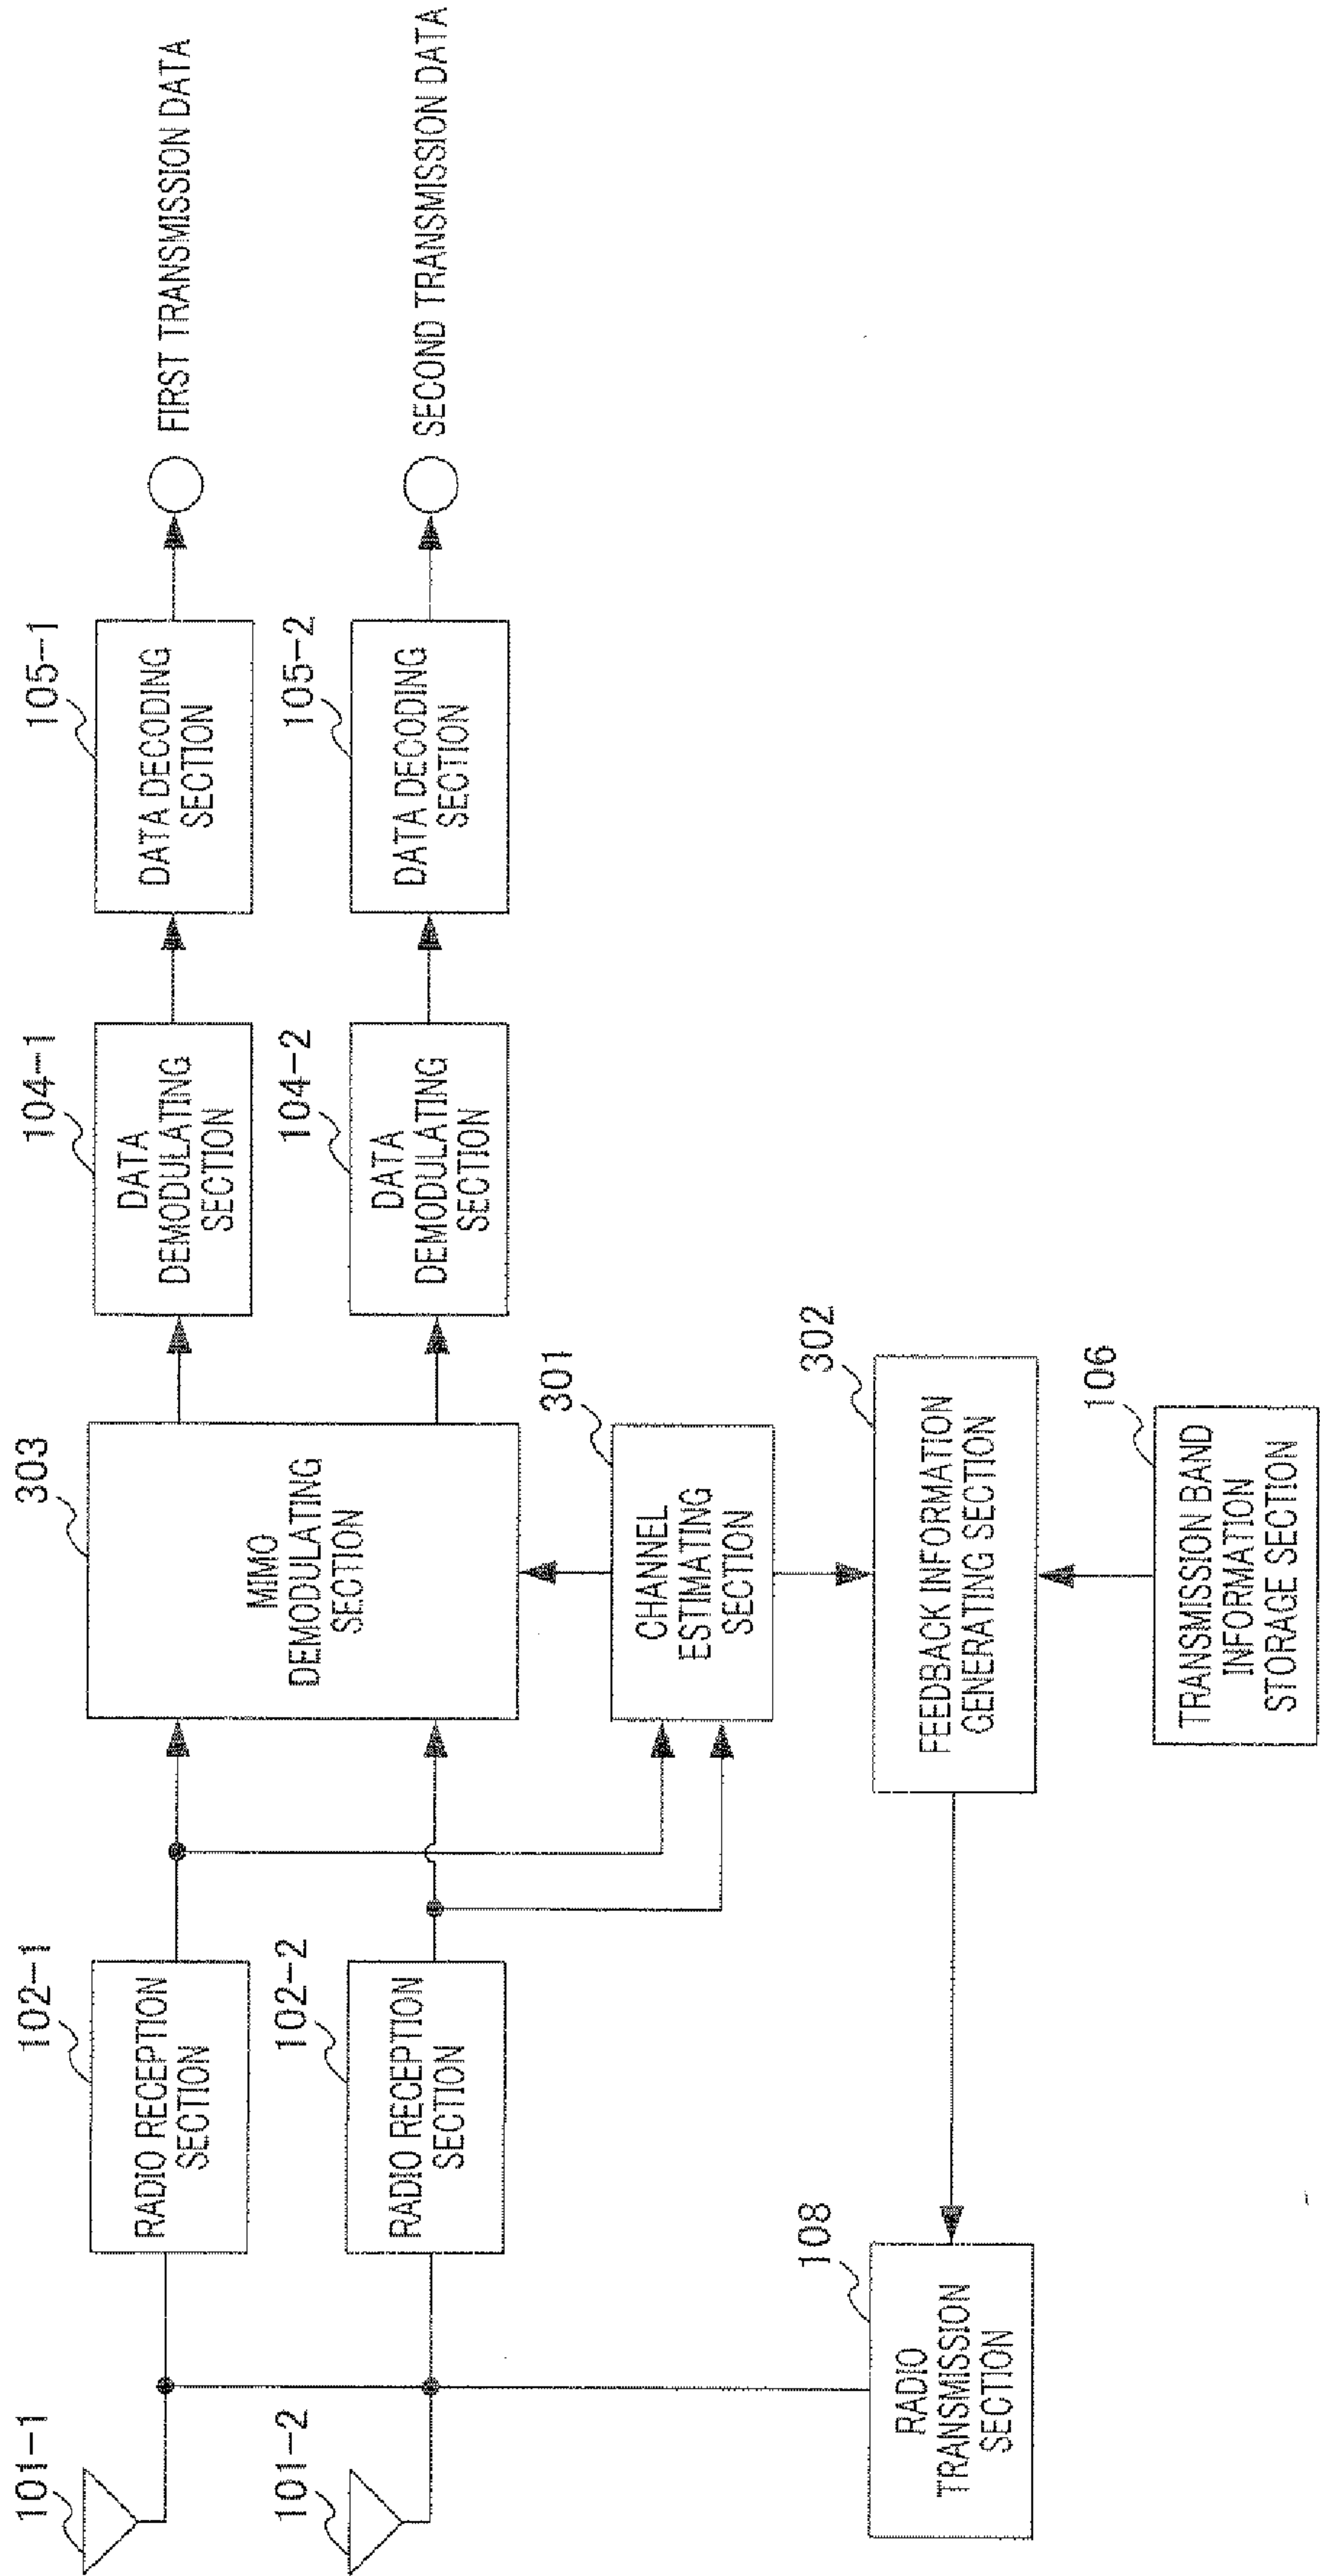 101-1
102-1
RADIO RECEPTION
SECTION
303
MIMO
DEMODULATING
SECTION
104-1
DATA
DEMODULATING
SECTION
105-1
DATA DECODING
SECTION
FIRST TRANSMISSION DATA
101-2
102-2
RADIO RECEPTION
SECTION
104-2
DATA
DEMODULATING
SECTION
105-2
DATA DECODING
SECTION
SECOND TRANSMISSION DATA
301
CHANNEL
ESTIMATING
SECTION
108
RADIO
TRANSMISSION
SECTION
302
FEEDBACK INFORMATION
GENERATING SECTION
106
TRANSMISSION BAND
INFORMATION
STORAGE SECTION